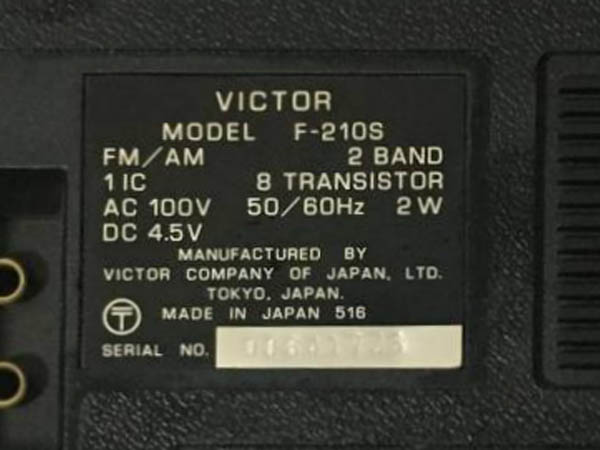 VICTOR
MODEL F-210S
FM/AM 2 BAND
1 IC 8 TRANSISTOR
AC 100V 50/60Hz 2W
DC 4.5V
MANUFACTURED BY
VICTOR COMPANY OF JAPAN, LTD.
TOKYO, JAPAN.
MADE IN JAPAN 516
SERIAL NO.